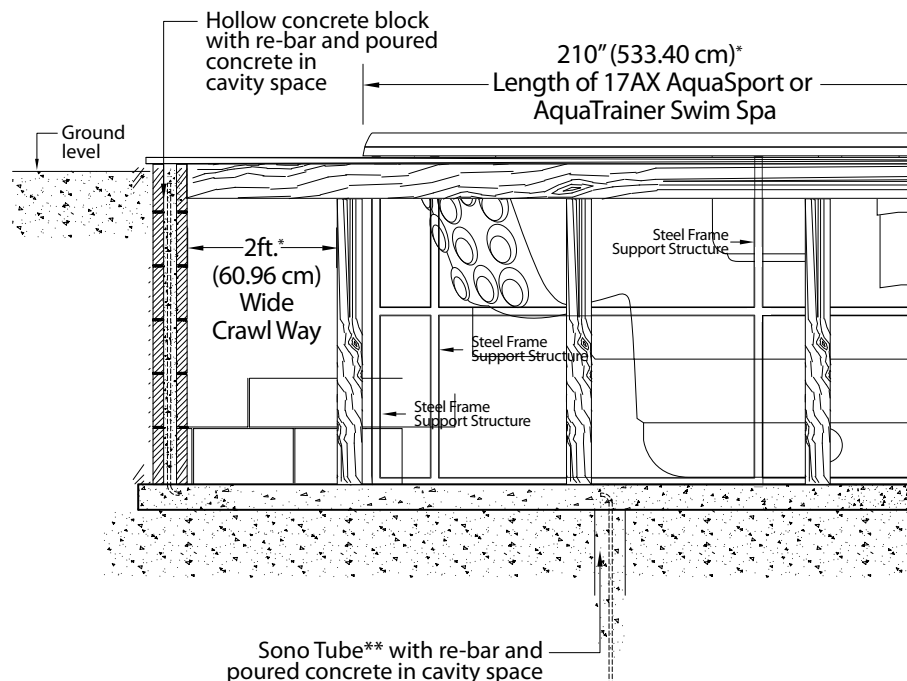 Hollow concrete block
with re-bar and poured
concrete in
cavity space
210” (533.40 cm)*
Length of 17AX AquaSport or
AquaTrainer Swim Spa
Ground
level
2ft.*
(60.96 cm)
Wide
Crawl Way
Steel Frame
Support Structure
Steel Frame
Support Structure
Steel Frame
Support Structure
Sono Tube** with re-bar and
poured concrete in cavity space